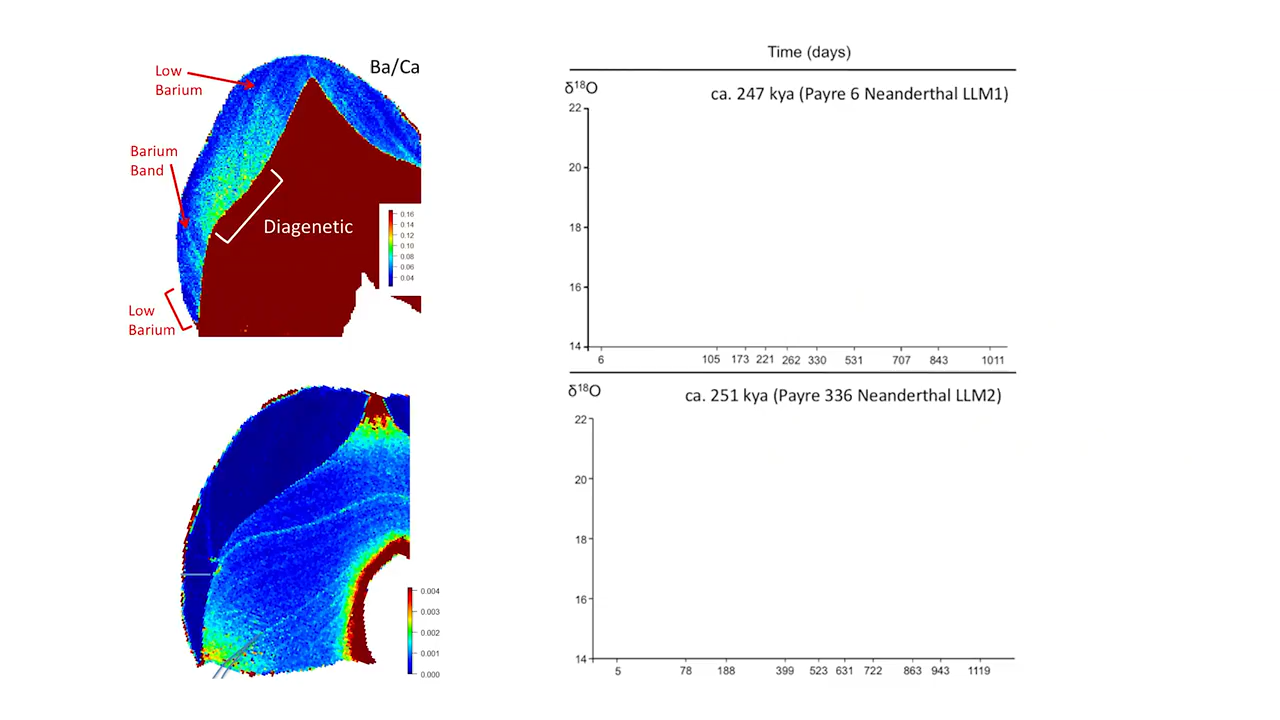 Ba/Ca
Low
Barium
Barium
Band
Diagenetic
0.16
0.14
0.12
0.10
0.08
0.06
0.04
Low
Barium
0.004
0.003
0.002
0.001
0.000
Time (days)
δ¹⁸O
ca. 247 kya (Payre 6 Neanderthal LLM1)
22
20
18
16
14
6 105 173 221 262 330 531 707 843 1011
δ¹⁸O
ca. 251 kya (Payre 336 Neanderthal LLM2)
22
20
18
16
14
5 78 188 399 523 631 722 863 943 1119